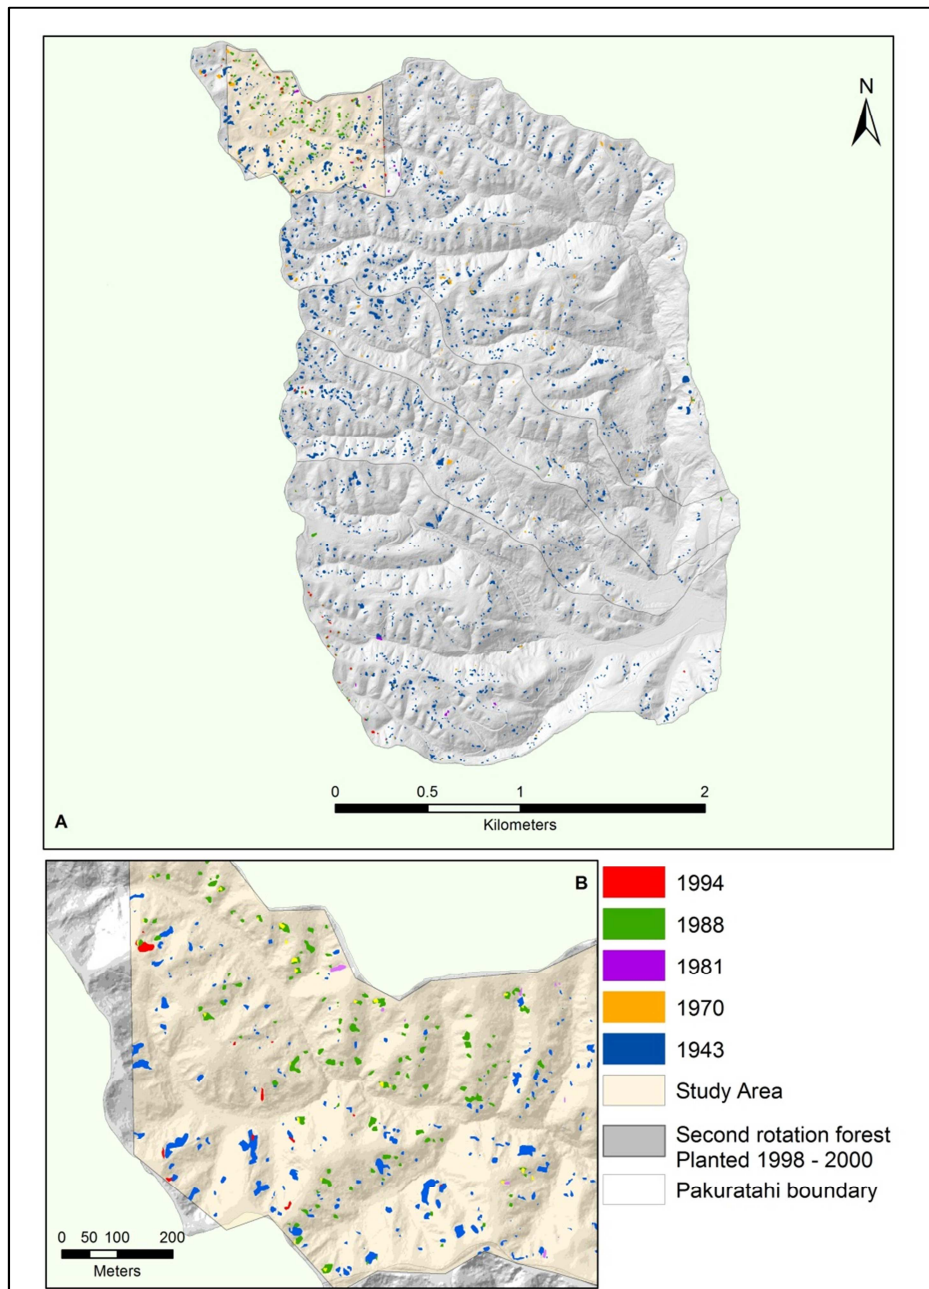 N
0 0.5 1 2
Kilometers
A
B
1994
1988
1981
1970
1943
Study Area
Second rotation forest
Planted 1998 - 2000
Pakuratahi boundary
0 50 100 200
Meters